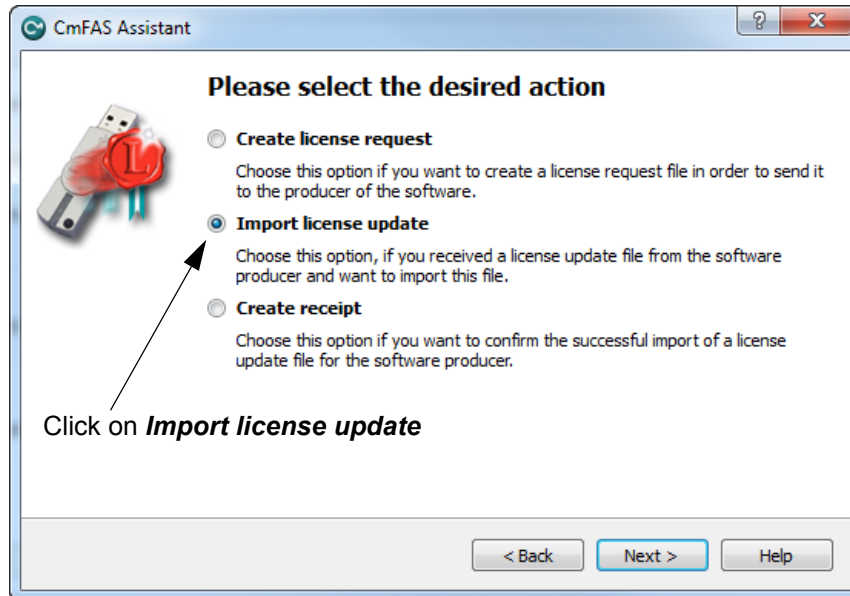 CmFAS Assistant
Please select the desired action
Create license request
Choose this option if you want to create a license request file in order to send it
to the producer of the software.
Import license update
Choose this option, if you received a license update file from the software
producer and want to import this file.
Create receipt
Choose this option if you want to confirm the successful import of a license
update file for the software producer.
Click on Import license update
< Back
Next >
Help